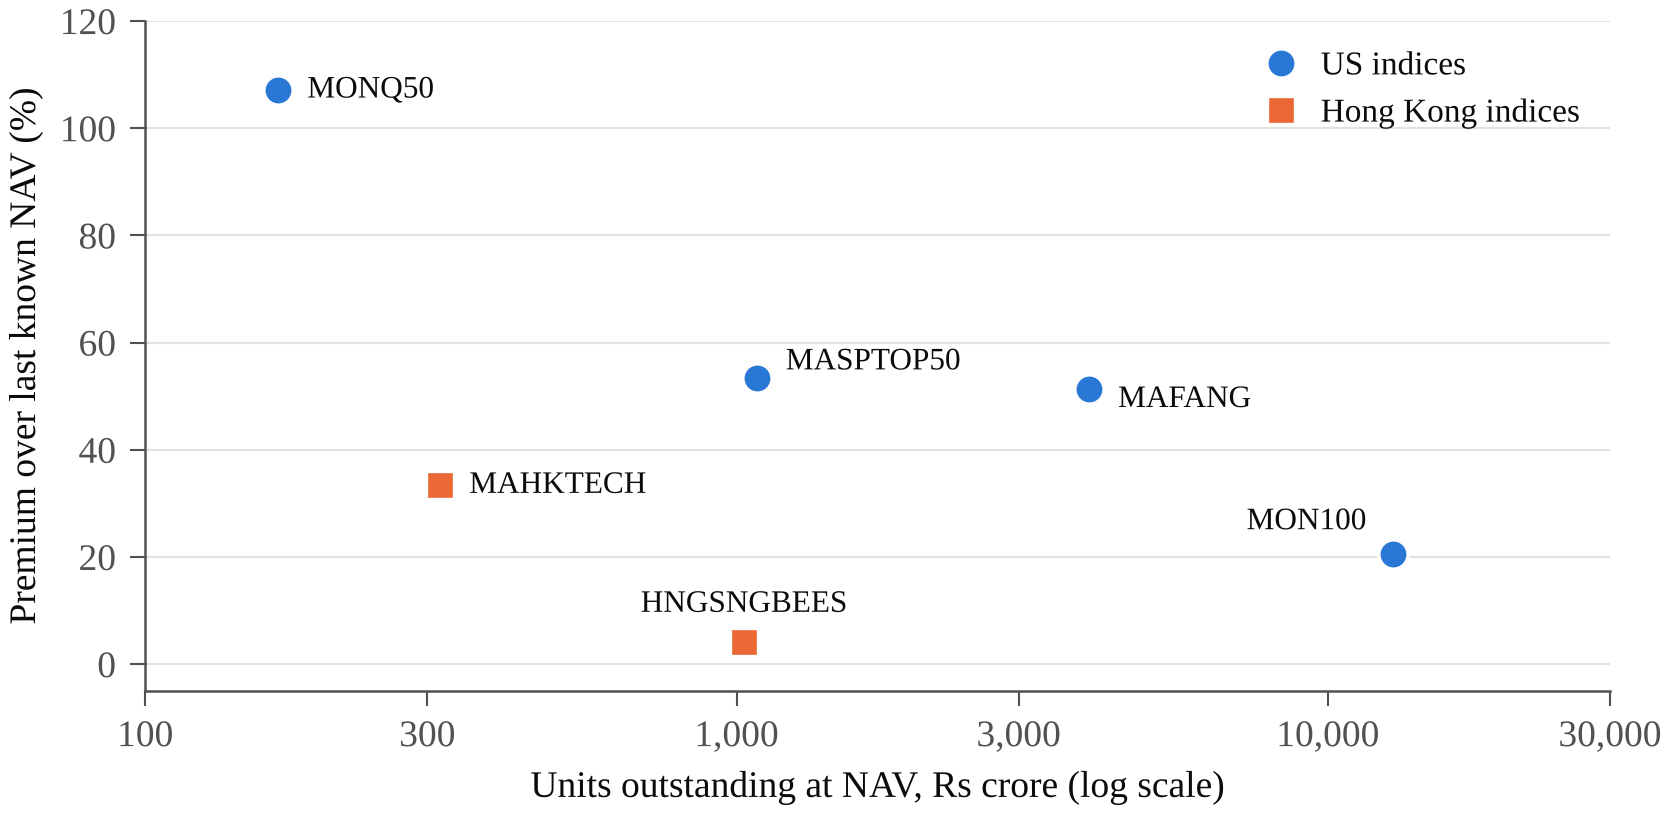 120
100
80
60
40
20
0
Premium over last known NAV (%)
US indices
Hong Kong indices
MONQ50
MASPTOP50
MAFANG
MAHKTECH
MON100
HNGSNGBEES
100 300 1,000 3,000 10,000 30,000
Units outstanding at NAV, Rs crore (log scale)